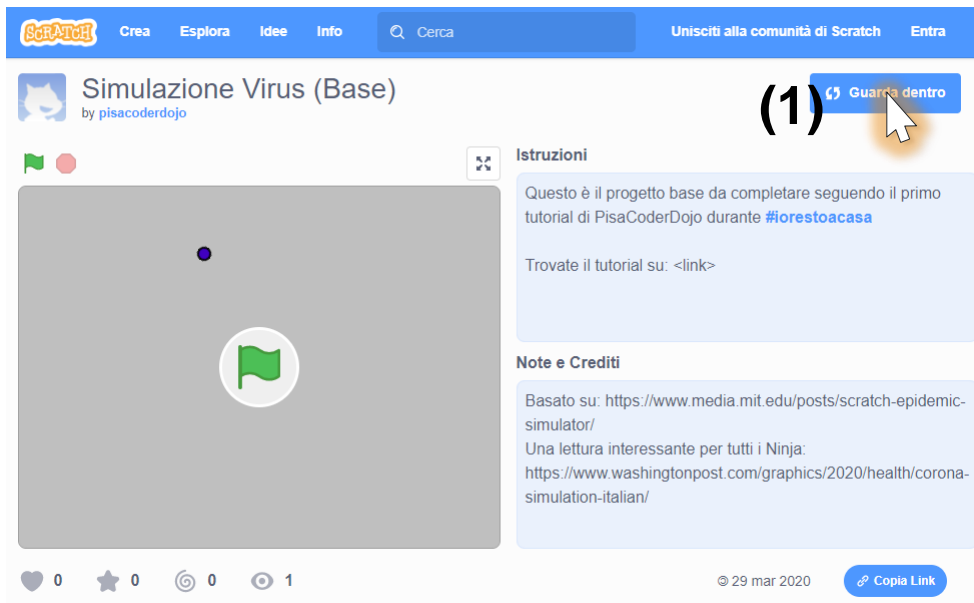 SCRATCH Crea Esplora Idee Info Cerca Unisciti alla comunità di Scratch Entra
Simulazione Virus (Base)
by pisacoderdojo
(1) Guarda dentro
Istruzioni
Questo è il progetto base da completare seguendo il primo
tutorial di PisaCoderDojo durante #iorestoacasa
Trovate il tutorial su: <link>
Note e Crediti
Basato su: https://www.media.mit.edu/posts/scratch-epidemic-
simulator/
Una lettura interessante per tutti i Ninja:
https://www.washingtonpost.com/graphics/2020/health/corona-
simulation-italian/
0 0 0 1 © 29 mar 2020 Copia Link